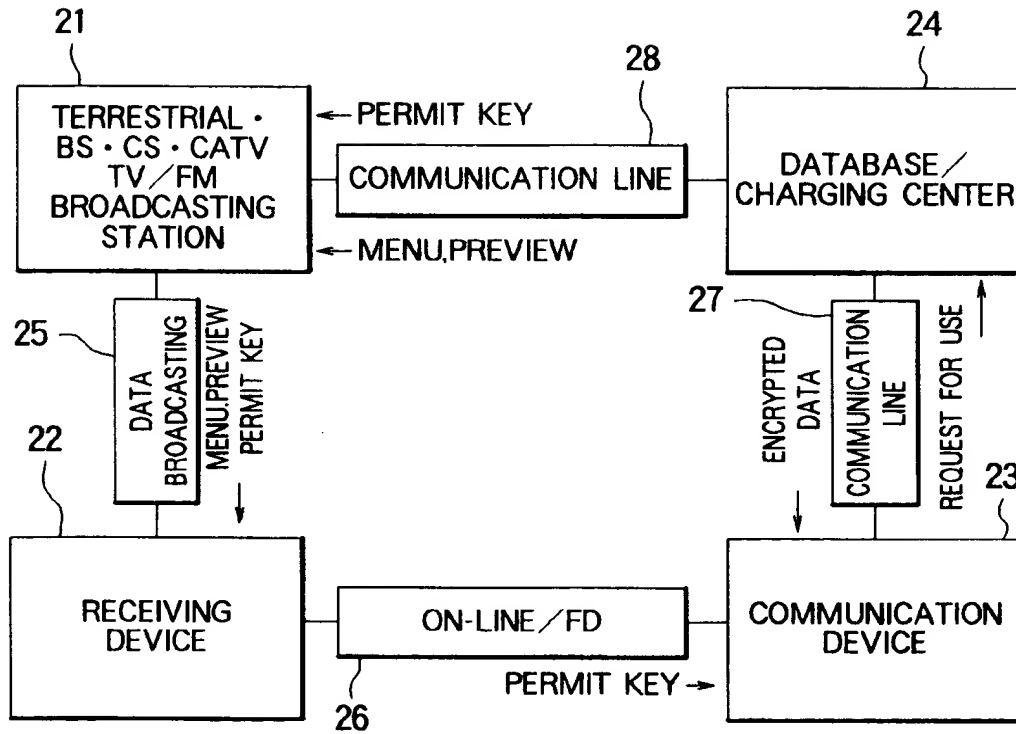 21
24
28
TERRESTRIAL・
BS・CS・CATV
TV／FM
BROADCASTING
STATION
←PERMIT KEY
COMMUNICATION LINE
←MENU,PREVIEW
DATABASE／
CHARGING CENTER
25
DATA
BROADCASTING
MENU.PREVIEW
PERMIT KEY
27
ENCRYPTED
DATA
COMMUNICATION
LINE
REQUEST FOR USE
22
23
RECEIVING
DEVICE
ON-LINE／FD
26
PERMIT KEY→
COMMUNICATION
DEVICE